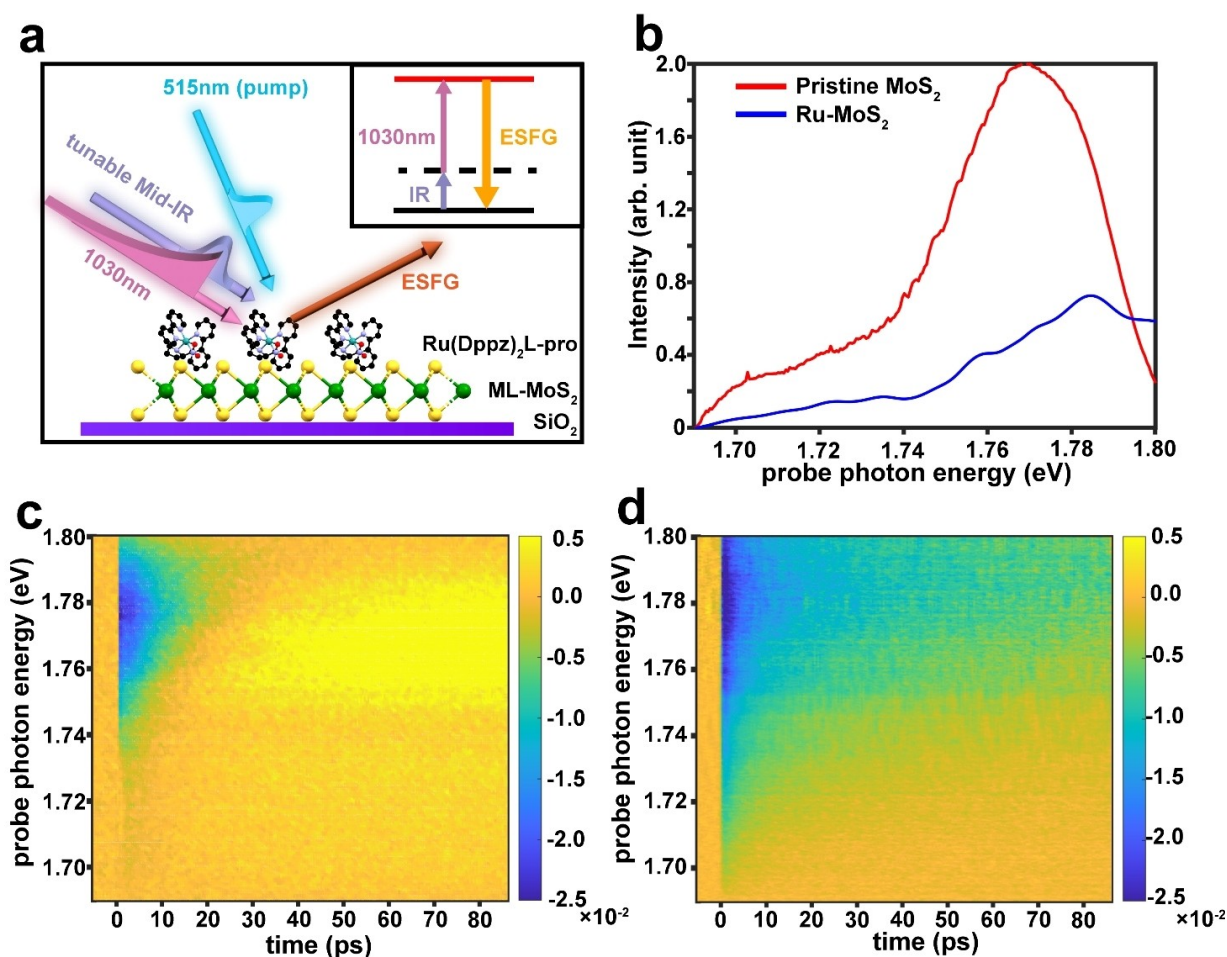 a
515nm (pump)
tunable Mid-IR
1030nm
1030nm
IR
ESFG
ESFG
Ru(Dppz)₂L-pro
ML-MoS₂
SiO₂
b
Pristine MoS₂
Ru-MoS₂
Intensity (arb. unit)
2.0
1.6
1.2
0.8
0.4
0
1.70 1.72 1.74 1.76 1.78 1.80
probe photon energy (eV)
c
probe photon energy (eV)
1.80
1.78
1.76
1.74
1.72
1.70
0 10 20 30 40 50 60 70 80
time (ps)
0.5
0.0
-0.5
-1.0
-1.5
-2.0
-2.5
×10⁻²
d
probe photon energy (eV)
1.80
1.78
1.76
1.74
1.72
1.70
0 10 20 30 40 50 60 70 80
time (ps)
0.5
0.0
-0.5
-1.0
-1.5
-2.0
-2.5
×10⁻²